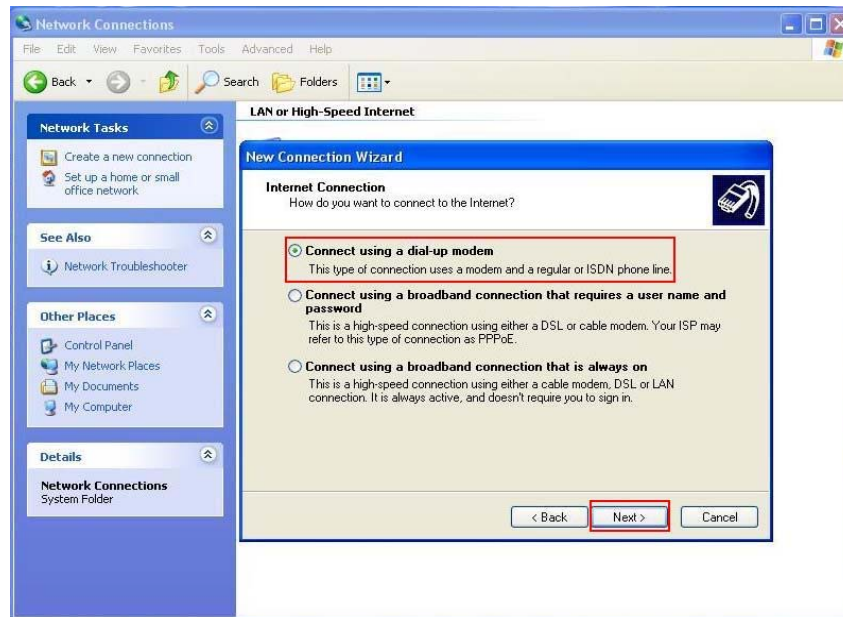 Network Connections
File Edit View Favorites Tools Advanced Help
Back Search Folders
Network Tasks
Create a new connection
Set up a home or small
office network
See Also
Network Troubleshooter
Other Places
Control Panel
My Network Places
My Documents
My Computer
Details
Network Connections
System Folder
LAN or High-Speed Internet
New Connection Wizard
Internet Connection
How do you want to connect to the Internet?
Connect using a dial-up modem
This type of connection uses a modem and a regular or ISDN phone line.
Connect using a broadband connection that requires a user name and
password
This is a high-speed connection using either a DSL or cable modem. Your ISP may
refer to this type of connection as PPPoE.
Connect using a broadband connection that is always on
This is a high-speed connection using either a cable modem, DSL or LAN
connection. It is always active, and doesn't require you to sign in.
< Back Next > Cancel